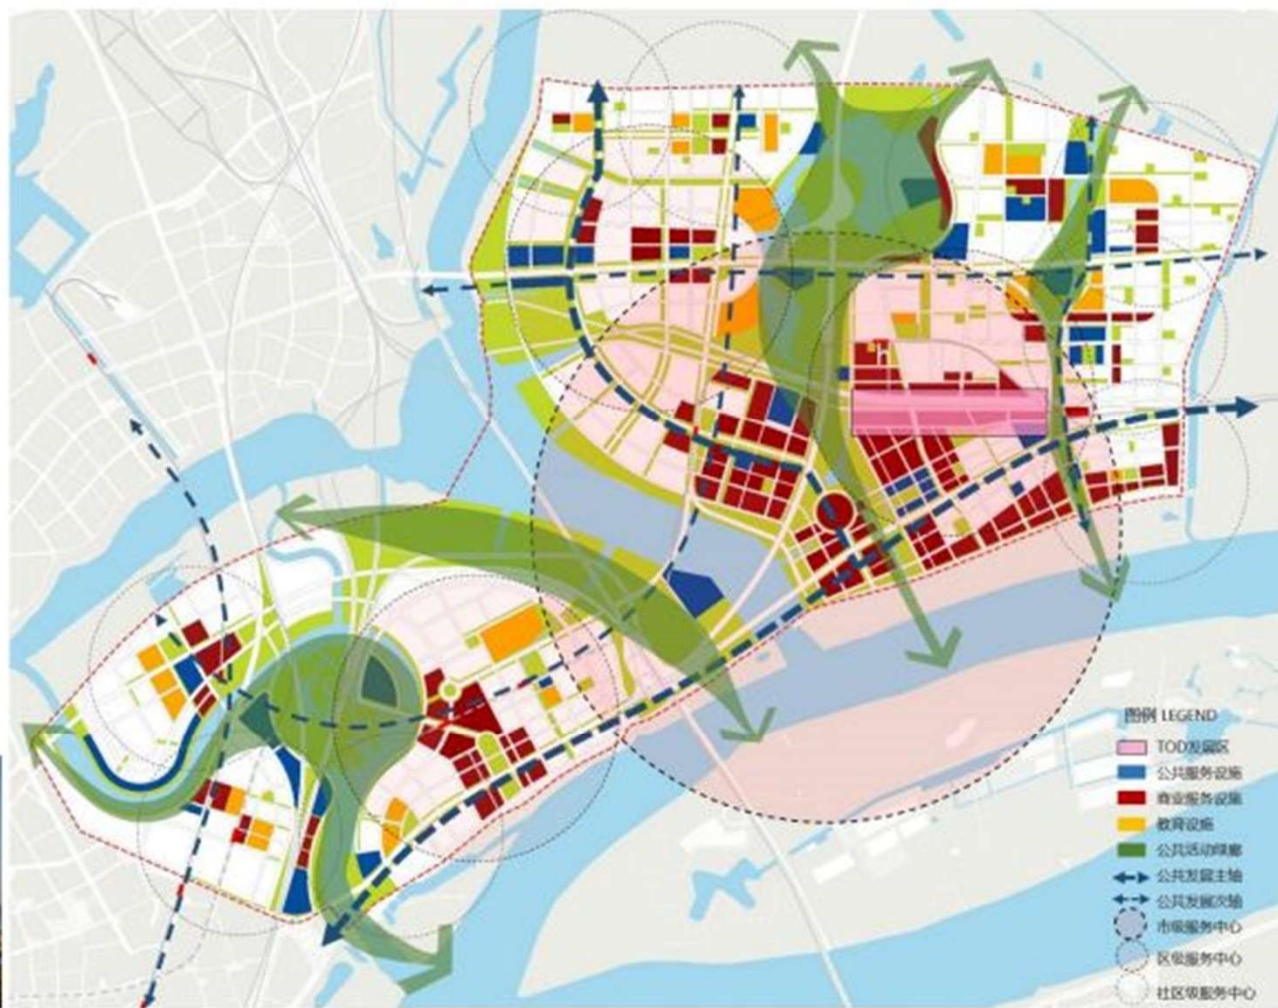 图例 LEGEND
TOD发展区
公共服务设施
商业服务设施
教育设施
公共活动绿廊
公共发展主轴
公共发展次轴
市级服务中心
区级服务中心
社区级服务中心